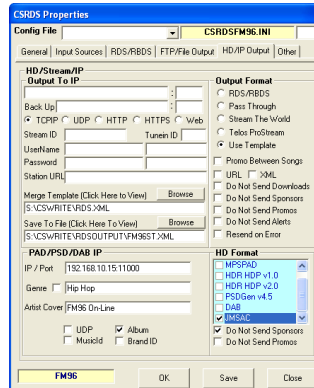 CSRDS Properties
Config File CSRDSFM96.INI
General Input Sources RDS/RBDS FTP/File Output HD/IP Output Other
HD/Stream/IP
Output To IP
:
Back Up :
TCPIP UDP HTTP HTTPS Web
Stream ID Tunein ID
UserName
Password
Station URL
Merge Template (Click Here to View) Browse
S:\CSWRITE\RDS.XML
Save To File (Click Here To View) Browse
S:\CSWRITE\RDSOUTPUT\FM96ST.XML
Output Format
RDS/RBDS
Pass Through
Stream The World
Telos ProStream
Use Template
Promo Between Songs
URL XML
Do Not Send Downloads
Do Not Send Sponsors
Do Not Send Promos
Do Not Send Alerts
Resend on Error
PAD/PSD/DAB IP
IP / Port 192.168.10.15:11000
Genre Hip Hop
Artist Cover FM96 On-Line
UDP Album
MusicId Brand ID
HD Format
MPSPAD
HDR HDP v1.0
HDR HDP v2.0
PSDGen v4.5
DAB
JMSAC
Do Not Send Sponsors
Do Not Send Promos
FM96 OK Save Close